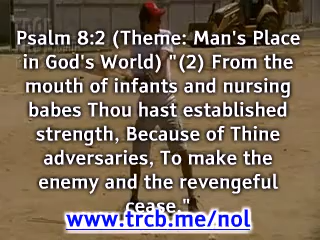 Psalm 8:2 (Theme: Man's Place
in God's World) "(2) From the
mouth of infants and nursing
babes Thou hast established
strength, Because of Thine
adversaries, To make the
enemy and the revengeful
cease."
www.trcb.me/nol